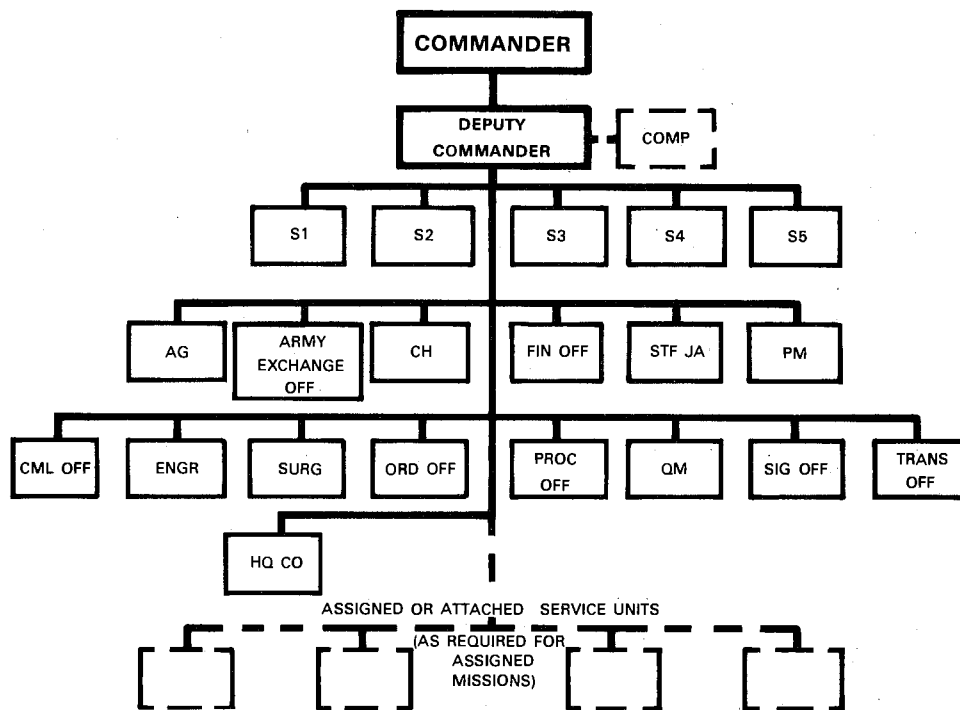 COMMANDER
DEPUTY
COMMANDER
COMP
S1
S2
S3
S4
S5
AG
ARMY
EXCHANGE
OFF
CH
FIN OFF
STF JA
PM
CML OFF
ENGR
SURG
ORD OFF
PROC
OFF
QM
SIG OFF
TRANS
OFF
HQ CO
ASSIGNED OR ATTACHED SERVICE UNITS
(AS REQUIRED FOR
ASSIGNED
MISSIONS)